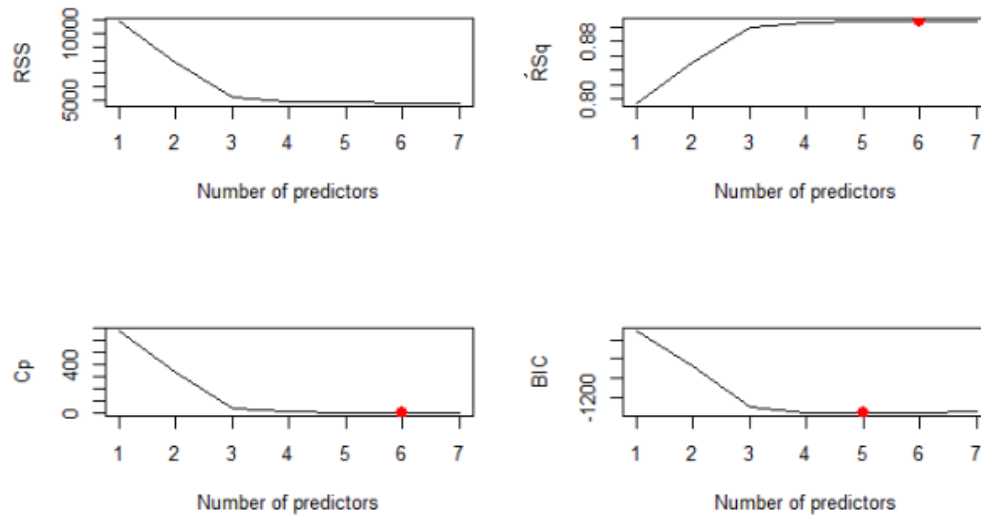 RSS
10000
5000
1 2 3 4 5 6 7
Number of predictors
ŔSq
0.88
0.80
1 2 3 4 5 6 7
Number of predictors
Cp
400
0
1 2 3 4 5 6 7
Number of predictors
BIC
-1200
1 2 3 4 5 6 7
Number of predictors